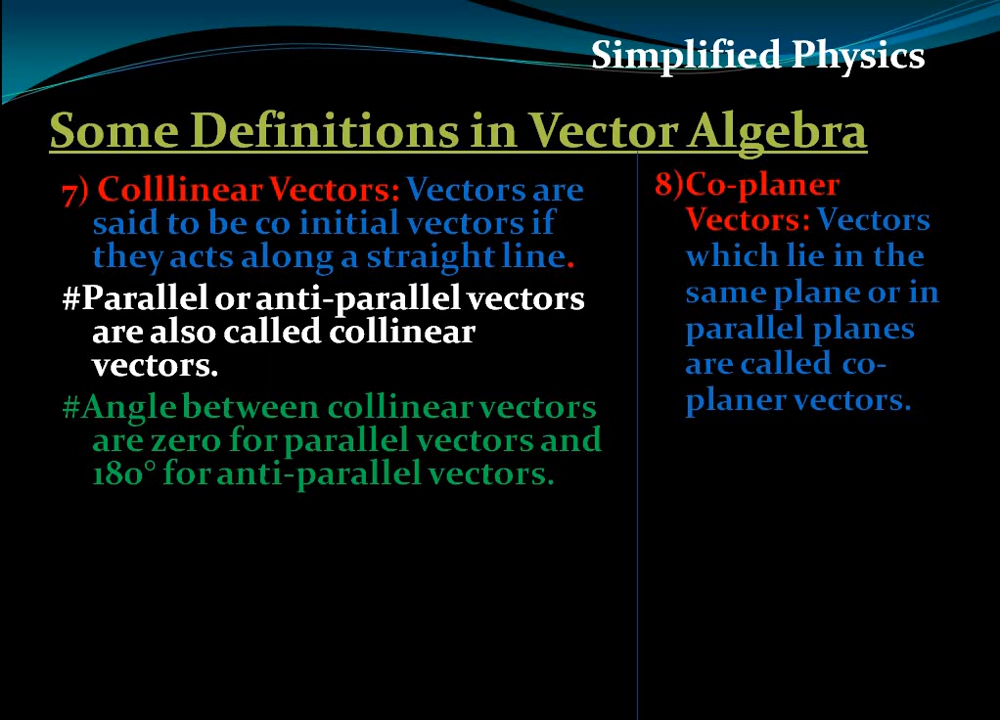 Simplified Physics
Some Definitions in Vector Algebra
7) Colllinear Vectors: Vectors are
said to be co initial vectors if
they acts along a straight line.
#Parallel or anti-parallel vectors
are also called collinear
vectors.
#Angle between collinear vectors
are zero for parallel vectors and
180° for anti-parallel vectors.
8)Co-planer
Vectors: Vectors
which lie in the
same plane or in
parallel planes
are called co-
planer vectors.